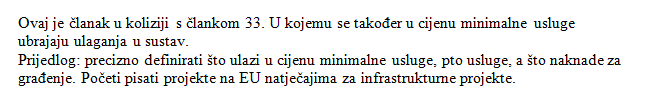 Ovaj je članak u koliziji s člankom 33. U kojemu se također u cijenu minimalne usluge
ubrajaju ulaganja u sustav.
Prijedlog: precizno definirati što ulazi u cijenu minimalne usluge, pto usluge, a što naknade za
građenje. Početi pisati projekte na EU natječajima za infrastrukturne projekte.